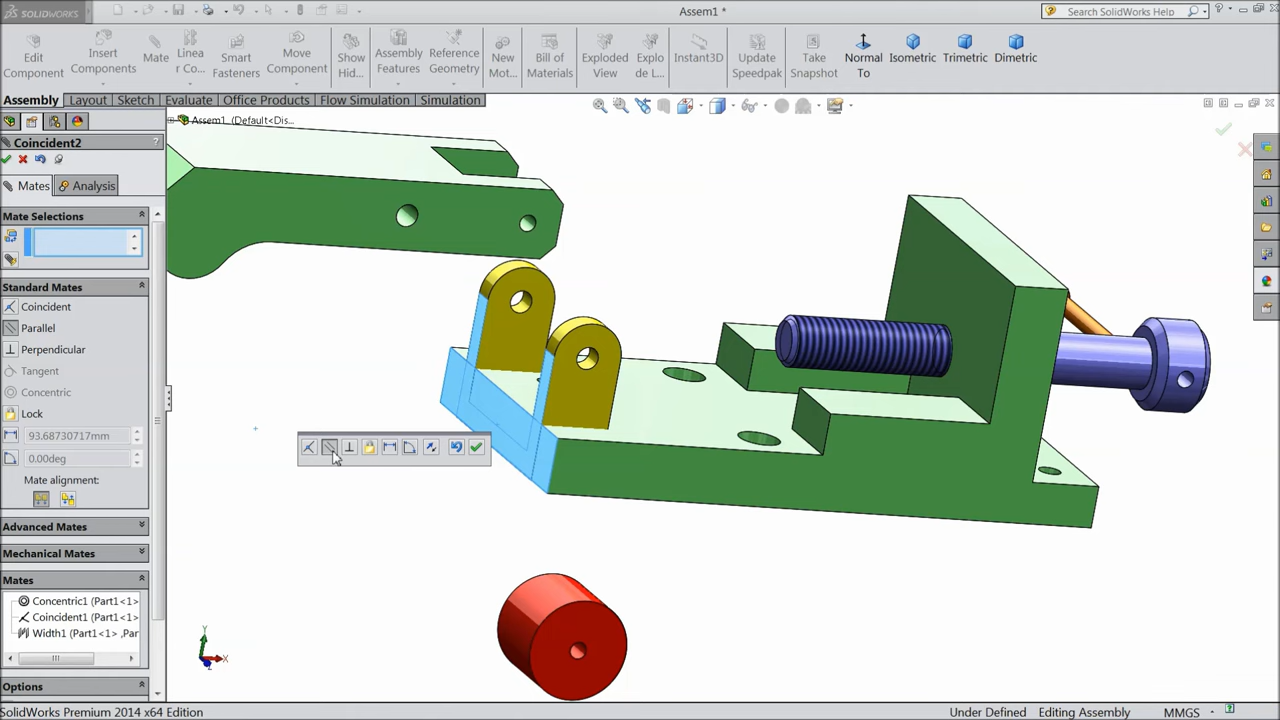 SOLIDWORKS
Assem1 *
Search SolidWorks Help
Edit Component
Insert Components
Mate
Linea r Co...
Smart Fasteners
Move Component
Show Hid...
Assembly Features
Reference Geometry
New Mot...
Bill of Materials
Exploded View
Explo de L...
Instant3D
Update Speedpak
Take Snapshot
Normal To
Isometric
Trimetric
Dimetric
Assembly Layout Sketch Evaluate Office Products Flow Simulation Simulation
Assem1 (Default<Dis...
Coincident2 ?
Mates Analysis
Mate Selections
Standard Mates
Coincident
Parallel
Perpendicular
Tangent
Concentric
Lock
93.68730717mm
0.00deg
Mate alignment:
Advanced Mates
Mechanical Mates
Mates
Concentric1 (Part1<1>
Coincident1 (Part1<1>
Width1 (Part1<1> ,Par
Options
Y
X
Z
SolidWorks Premium 2014 x64 Edition
Under Defined Editing Assembly MMGS